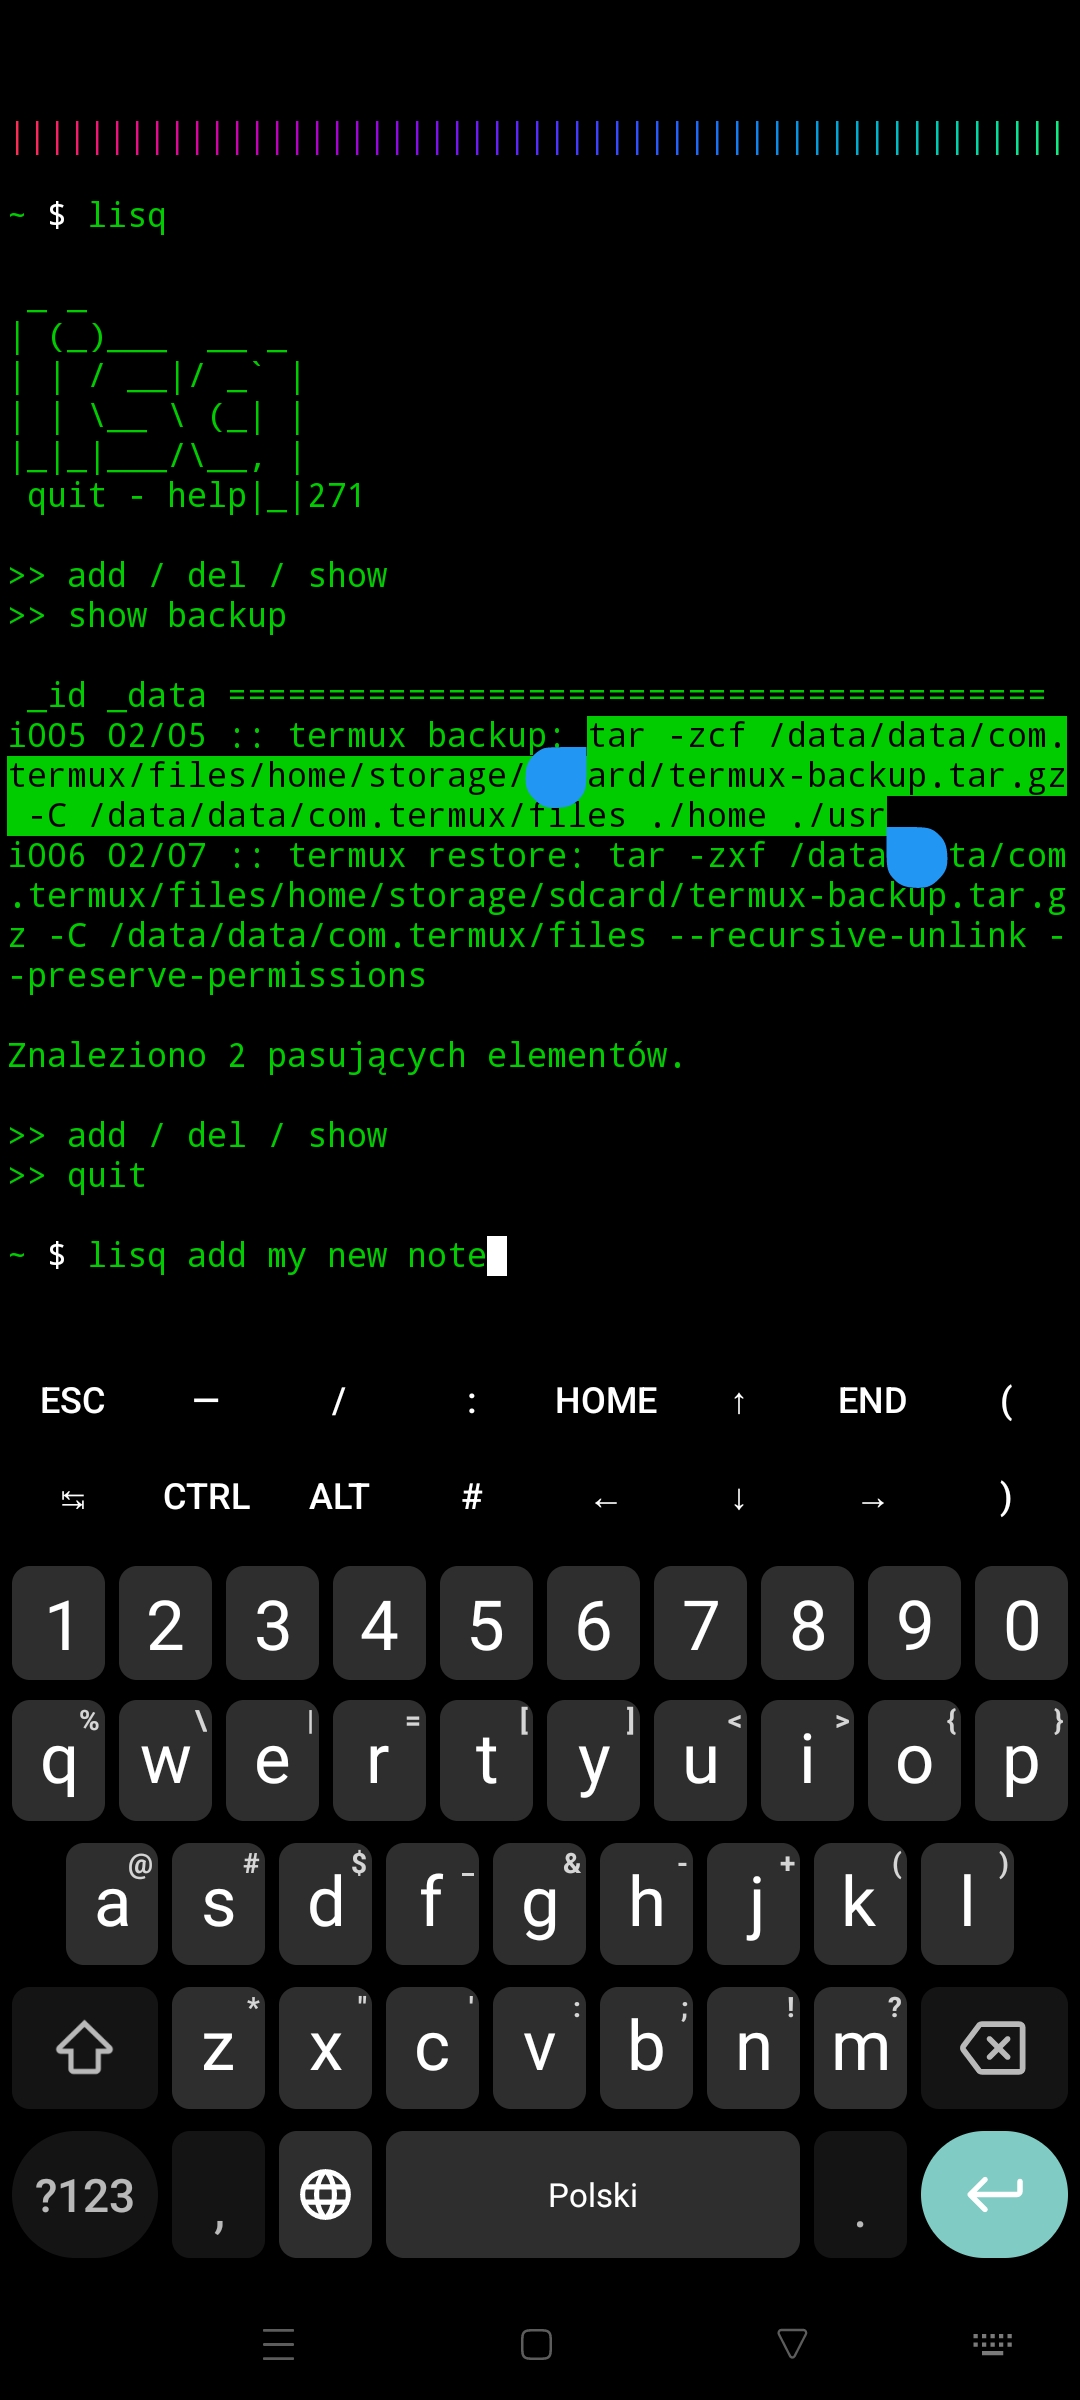 ||||||||||||||||||||||||||||||||||||||||||||||||||||||
~ $ lisq
 _ _
| (_)___  __ _
| | / __|/ _` |
| | \__ \ (_| |
|_|_|___/\__, |
 quit - help|_|271
>> add / del / show
>> show backup
 _id _data =========================================
i005 02/05 :: termux backup: tar -zcf /data/data/com.
termux/files/home/storage/ ard/termux-backup.tar.gz
 -C /data/data/com.termux/files ./home ./usr
i006 02/07 :: termux restore: tar -zxf /data ta/com
.termux/files/home/storage/sdcard/termux-backup.tar.g
z -C /data/data/com.termux/files --recursive-unlink -
-preserve-permissions
Znaleziono 2 pasujących elementów.
>> add / del / show
>> quit
~ $ lisq add my new note
ESC — / : HOME ↑ END (
↹ CTRL ALT # ← ↓ → )
1 2 3 4 5 6 7 8 9 0
% \ | = [ ] < > { }
q w e r t y u i o p
@ # $ _ & - + ( )
a s d f g h j k l
* " ' : ; ! ?
z x c v b n m
?123 , Polski .